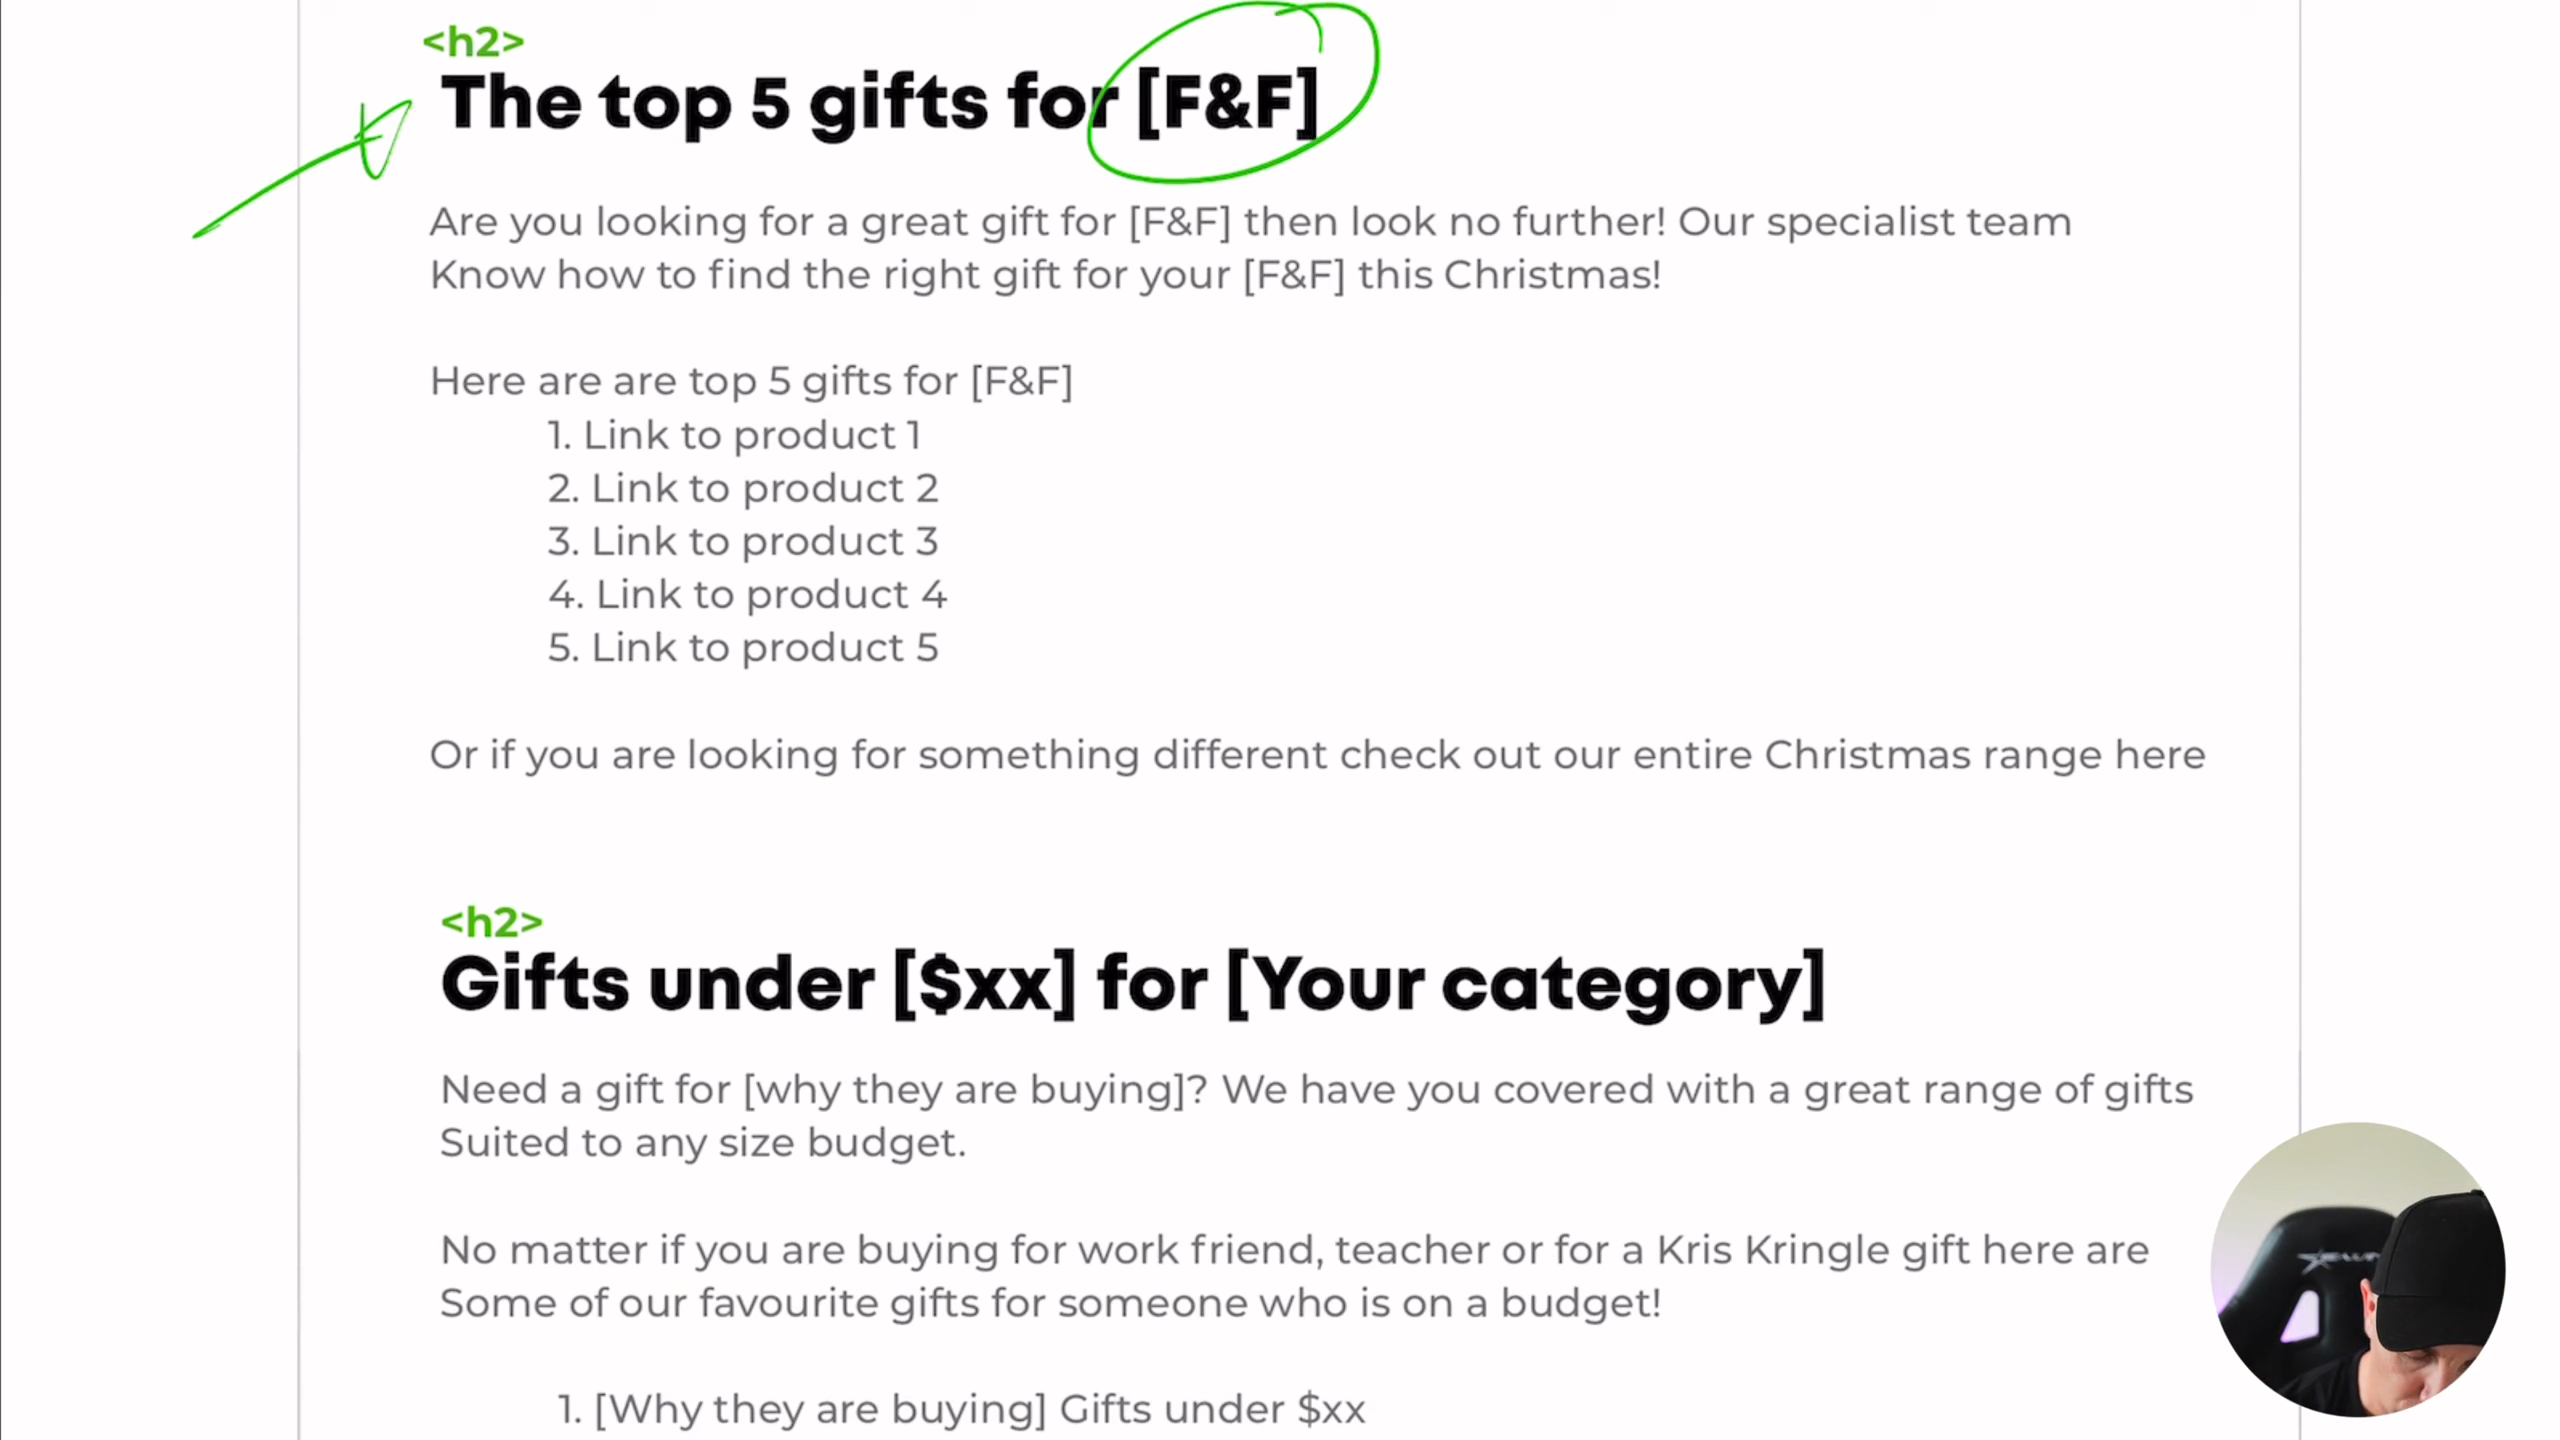 <h2>
The top 5 gifts for [F&F]
Are you looking for a great gift for [F&F] then look no further! Our specialist team
Know how to find the right gift for your [F&F] this Christmas!
Here are are top 5 gifts for [F&F]
1. Link to product 1
2. Link to product 2
3. Link to product 3
4. Link to product 4
5. Link to product 5
Or if you are looking for something different check out our entire Christmas range here
<h2>
Gifts under [$xx] for [Your category]
Need a gift for [why they are buying]? We have you covered with a great range of gifts
Suited to any size budget.
No matter if you are buying for work friend, teacher or for a Kris Kringle gift here are
Some of our favourite gifts for someone who is on a budget!
1. [Why they are buying] Gifts under $xx